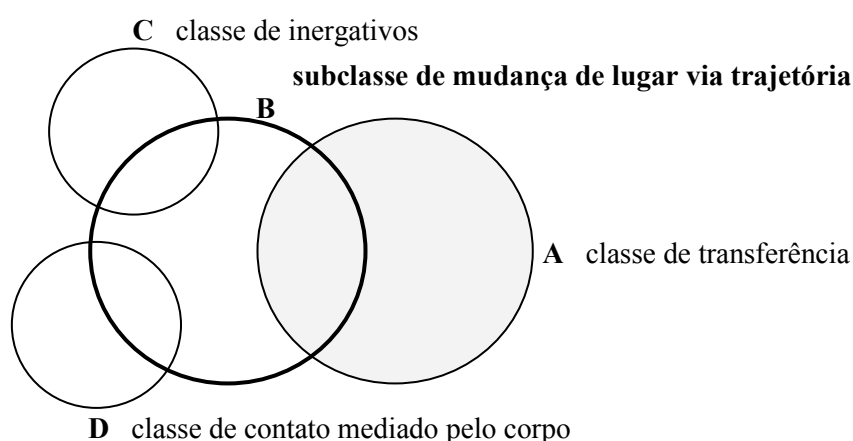 C classe de inergativos
subclasse de mudança de lugar via trajetória
B
A classe de transferência
D classe de contato mediado pelo corpo